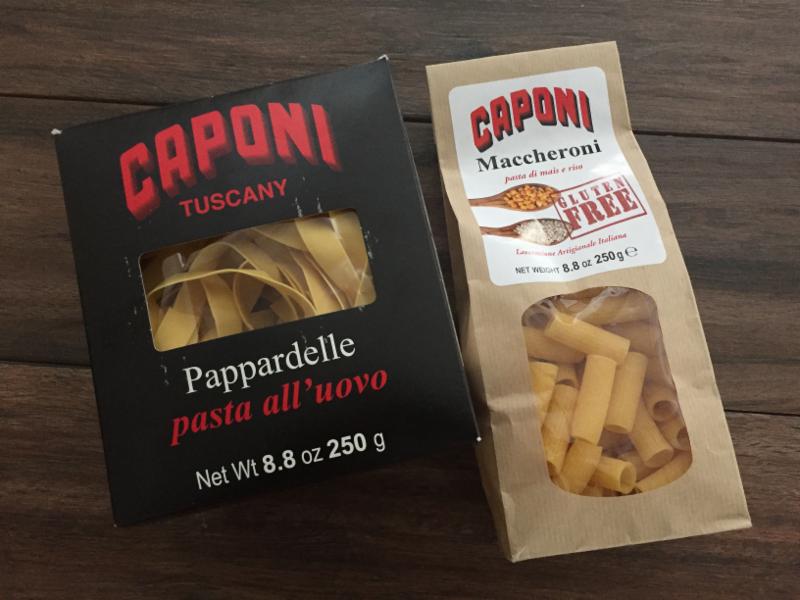 CAPONI
TUSCANY
Pappardelle
pasta all'uovo
Net Wt 8.8 oz 250 g
CAPONI
Maccheroni
pasta di mais e riso
GLUTEN
FREE
Lavorazione Artigianale Italiana
NET WEIGHT 8.8 oz 250 g ℮